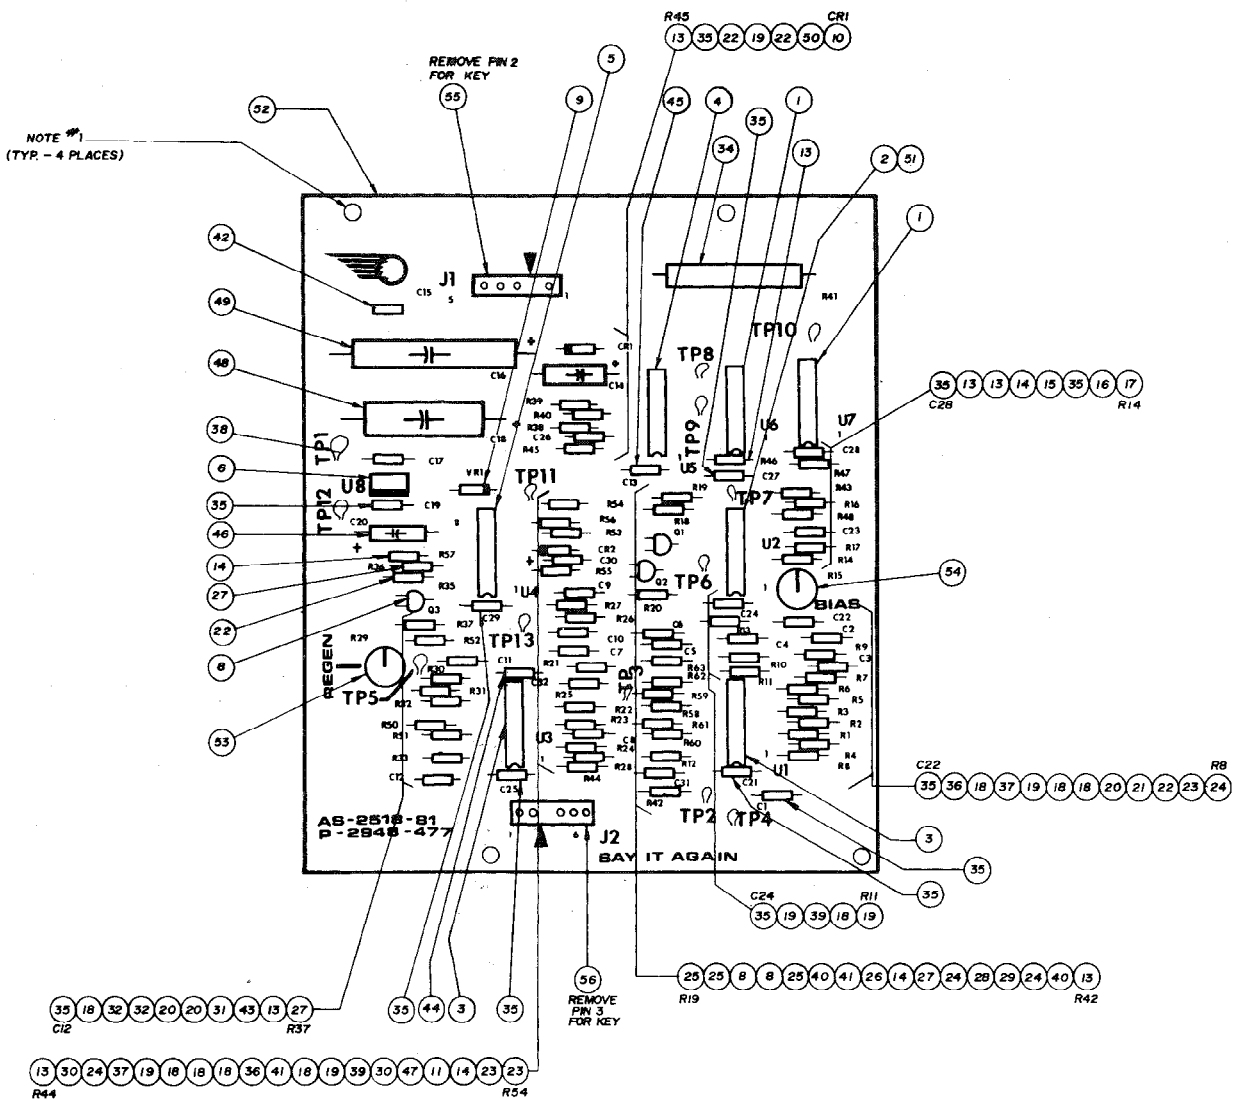 R45 CR1
13 35 22 19 22 50 10
5
REMOVE PIN 2
FOR KEY
55
9
45
4
35
1
13
34
2 51
52
NOTE #1
(TYP. - 4 PLACES)
1
42
J1
C15
5
1
R41
49
TP10
CR1
TP8
C16
C14
48
35 13 13 14 15 35 16 17
C28 R14
R39
R40
R38
C26
R45
TP9
U6
U7
38
TP1
C18
C17
1
U5
R46
C28
R47
6
U8
VR1
TP11
C13
C27
R43
35
TP12
C19
R54
R19
TP7
R16
R48
C20
8
R56
R53
R18
Q1
C23
46
U2
R17
14
R57
CR2
C30
R55
R14
R36
TP6
R15
54
27
R35
U4
C9
Q2
R20
BIAS
22
Q3
C29
R27
R26
C24
C22
R37
C6
C2
R29
R52
TP13
C10
C5
C4
R9
8
REGEN
C11
C7
R63
R10
C3
R30
R21
C32
TP3
R62
R11
R7
TP5
R31
R25
R59
R6
R5
R32
R22
R58
R3
53
R50
R23
R61
R2
R51
U3
C8
R60
R1
R33
R24
R12
R4
R28
U1
R8
C12
C25
R44
C31
C21
R42
C1
C22 R8
35 36 18 37 19 18 18 20 21 22 23 24
TP2
TP4
AS-2518-81
P-2948-477
1
6
J2
SAY IT AGAIN
3
35
35
C24 R11
35 19 39 18 19
56
REMOVE
PIN 3
FOR KEY
25 25 8 8 25 40 41 26 14 27 24 28 29 24 40 13
R19 R42
35 18 32 32 20 20 31 43 13 27
C12 R37
35
44
3
35
13 30 24 37 19 18 18 18 36 41 18 19 39 30 47 11 14 23 23
R44 R54